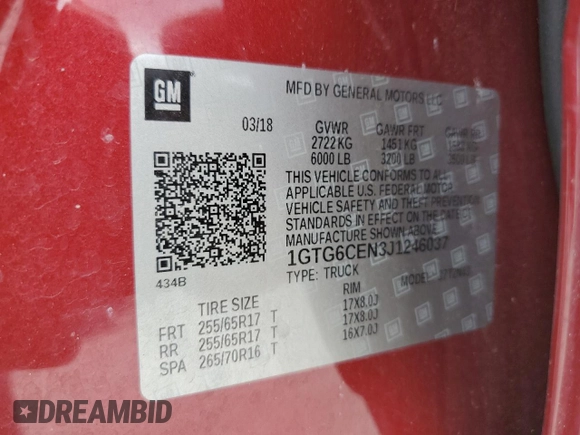 GM
MFD BY GENERAL MOTORS LLC
03/18 GVWR GAWR FRT GAWR RR
2722 KG 1451 KG
6000 LB 3200 LB
THIS VEHICLE CONFORMS TO ALL
APPLICABLE U.S. FEDERAL MOTOR
VEHICLE SAFETY AND THEFT PREVENTION
STANDARDS IN EFFECT ON THE DATE OF
MANUFACTURE SHOWN ABOVE.
1GTG6CEN3J1246037
TYPE: TRUCK MODEL:
434B
TIRE SIZE RIM
FRT 255/65R17 T 17X8.0J
RR 255/65R17 T 17X8.0J
SPA 265/70R16 T 16X7.0J
DREAMBID